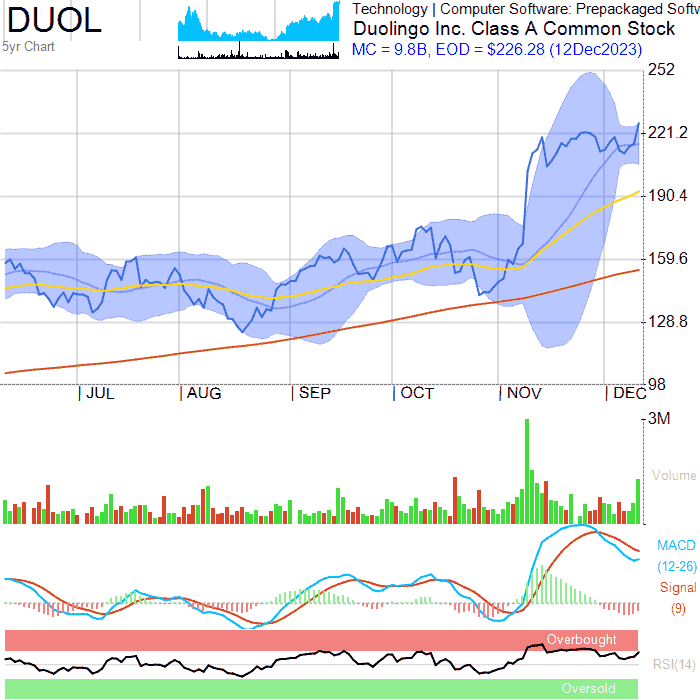 DUOL
5yr Chart
Technology | Computer Software: Prepackaged Softw
Duolingo Inc. Class A Common Stock
MC = 9.8B, EOD = $226.28 (12Dec2023)
252
221.2
190.4
159.6
128.8
98
| JUL | AUG | SEP | OCT | NOV | DEC
3M
Volume
MACD
(12-26)
Signal
(9)
Overbought
RSI(14)
Oversold